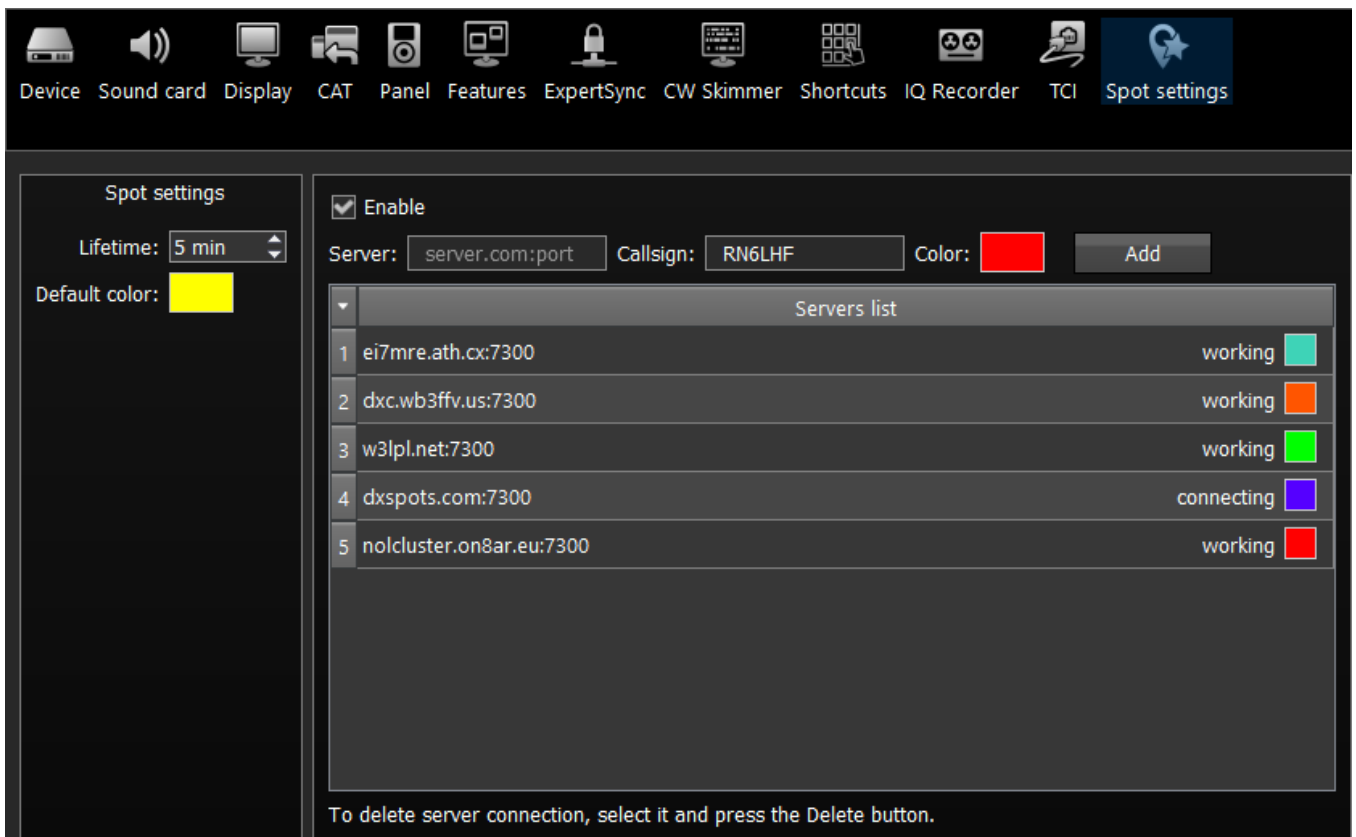 Device Sound card Display CAT Panel Features ExpertSync CW Skimmer Shortcuts IQ Recorder TCI Spot settings
Spot settings
Lifetime: 5 min
Default color:
Enable
Server: server.com:port Callsign: RN6LHF Color: Add
Servers list
1 ei7mre.ath.cx:7300 working
2 dxc.wb3ffv.us:7300 working
3 w3lpl.net:7300 working
4 dxspots.com:7300 connecting
5 nolcluster.on8ar.eu:7300 working
To delete server connection, select it and press the Delete button.